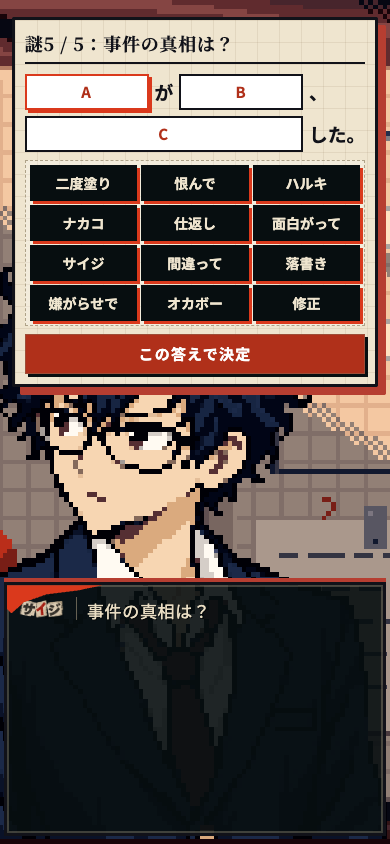 謎5 / 5：事件の真相は？
A が B 、
C した。
二度塗り 恨んで ハルキ
ナカコ 仕返し 面白がって
サイジ 間違って 落書き
嫌がらせで オカボー 修正
この答えで決定
サイジ 事件の真相は？